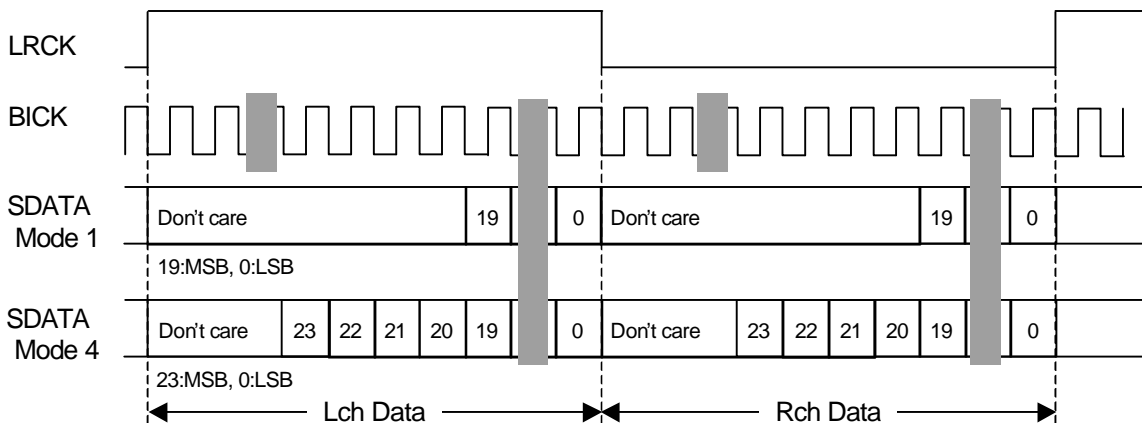 LRCK
BICK
SDATA
Mode 1
Don't care 19 0 Don't care 19 0
19:MSB, 0:LSB
SDATA
Mode 4
Don't care 23 22 21 20 19 0 Don't care 23 22 21 20 19 0
23:MSB, 0:LSB
Lch Data Rch Data